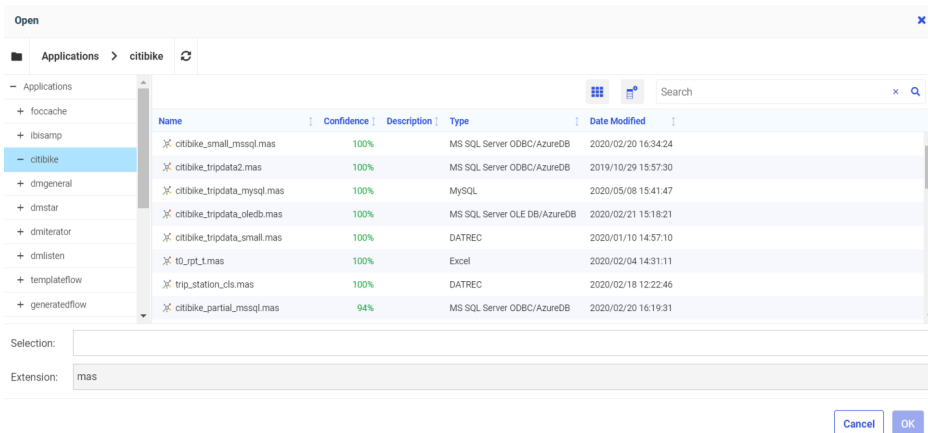 Open
Applications > citibike
− Applications
+ foccache
+ ibisamp
− citibike
+ dmgeneral
+ dmstar
+ dmiterator
+ dmlisten
+ templateflow
+ generatedflow
Search ×
Name Confidence Description Type Date Modified
citibike_small_mssql.mas 100% MS SQL Server ODBC/AzureDB 2020/02/20 16:34:24
citibike_tripdata2.mas 100% MS SQL Server ODBC/AzureDB 2019/10/29 15:57:30
citibike_tripdata_mysql.mas 100% MySQL 2020/05/08 15:41:47
citibike_tripdata_oledb.mas 100% MS SQL Server OLE DB/AzureDB 2020/02/21 15:18:21
citibike_tripdata_small.mas 100% DATREC 2020/01/10 14:57:10
t0_rpt_t.mas 100% Excel 2020/02/04 14:31:11
trip_station_cls.mas 100% DATREC 2020/02/18 12:22:46
citibike_partial_mssql.mas 94% MS SQL Server ODBC/AzureDB 2020/02/20 16:19:31
Selection:
Extension: mas
Cancel OK